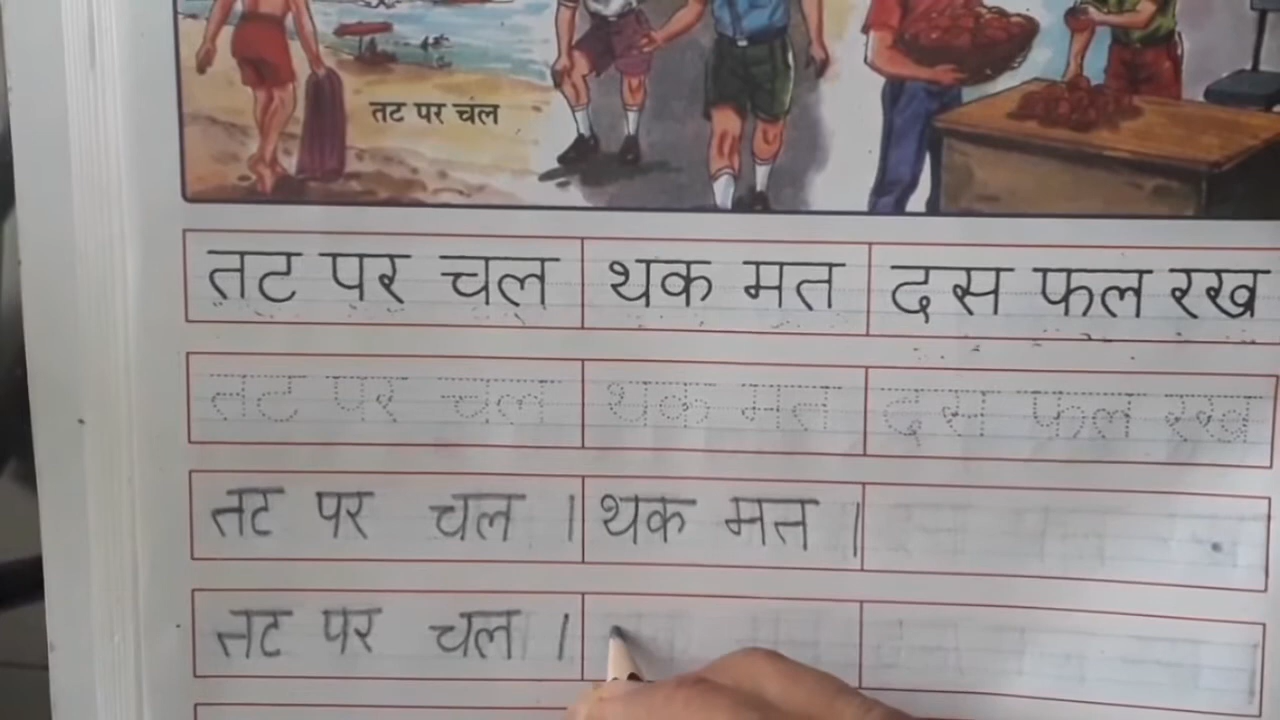 तट पर चल
तट पर चल थक मत दस फल रख
तट पर चल थक मत दस फल रख
तट पर चल । थक मत ।
तट पर चल ।